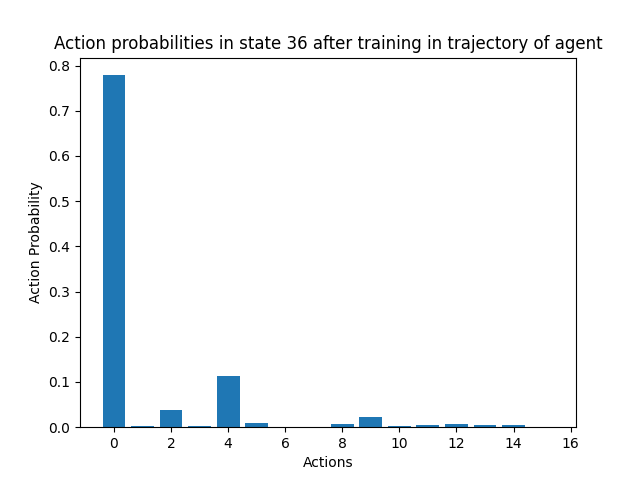 Action probabilities in state 36 after training in trajectory of agent
0.8
0.7
0.6
0.5
0.4
0.3
0.2
0.1
0.0
Action Probability
0 2 4 6 8 10 12 14 16
Actions